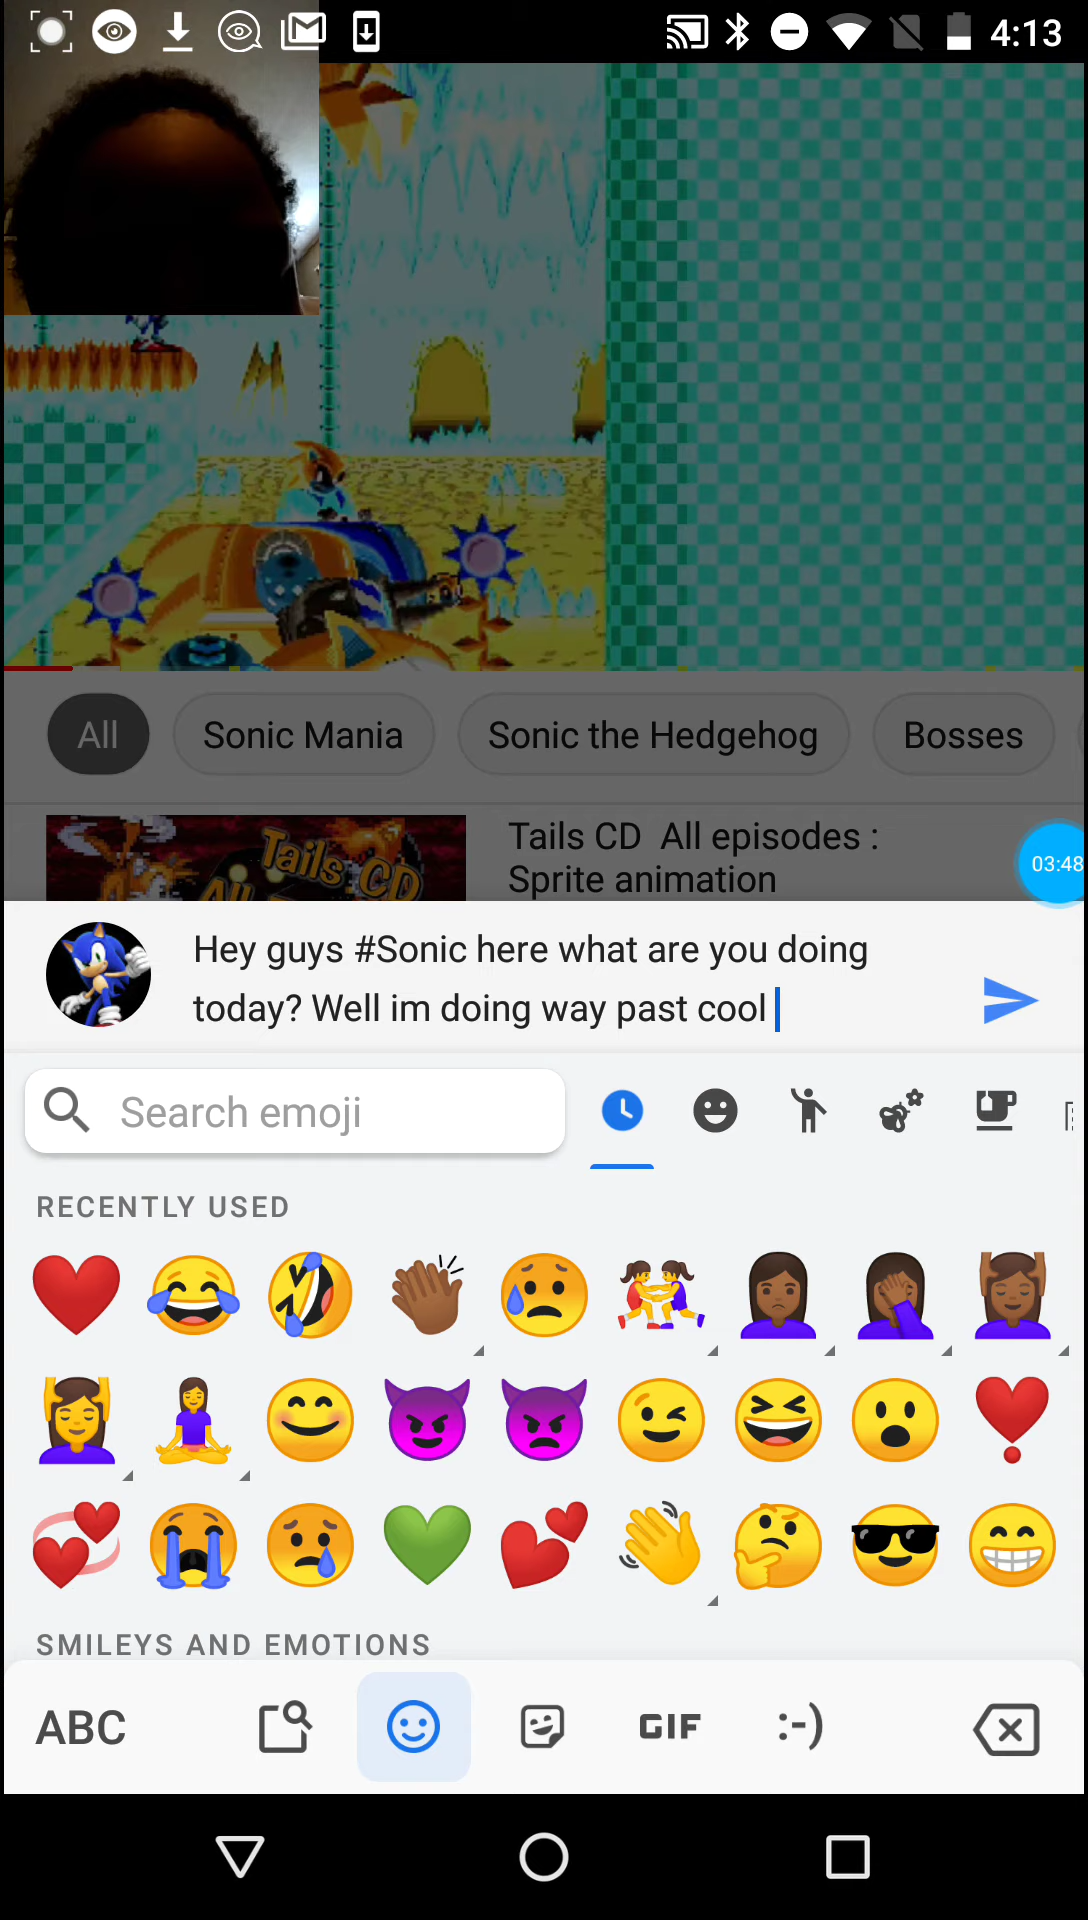 4:13
All
Sonic Mania
Sonic the Hedgehog
Bosses
Tails CD
All
Tails CD All episodes :
Sprite animation
03:48
Hey guys #Sonic here what are you doing
today? Well im doing way past cool
Search emoji
RECENTLY USED
SMILEYS AND EMOTIONS
ABC
GIF
:-)